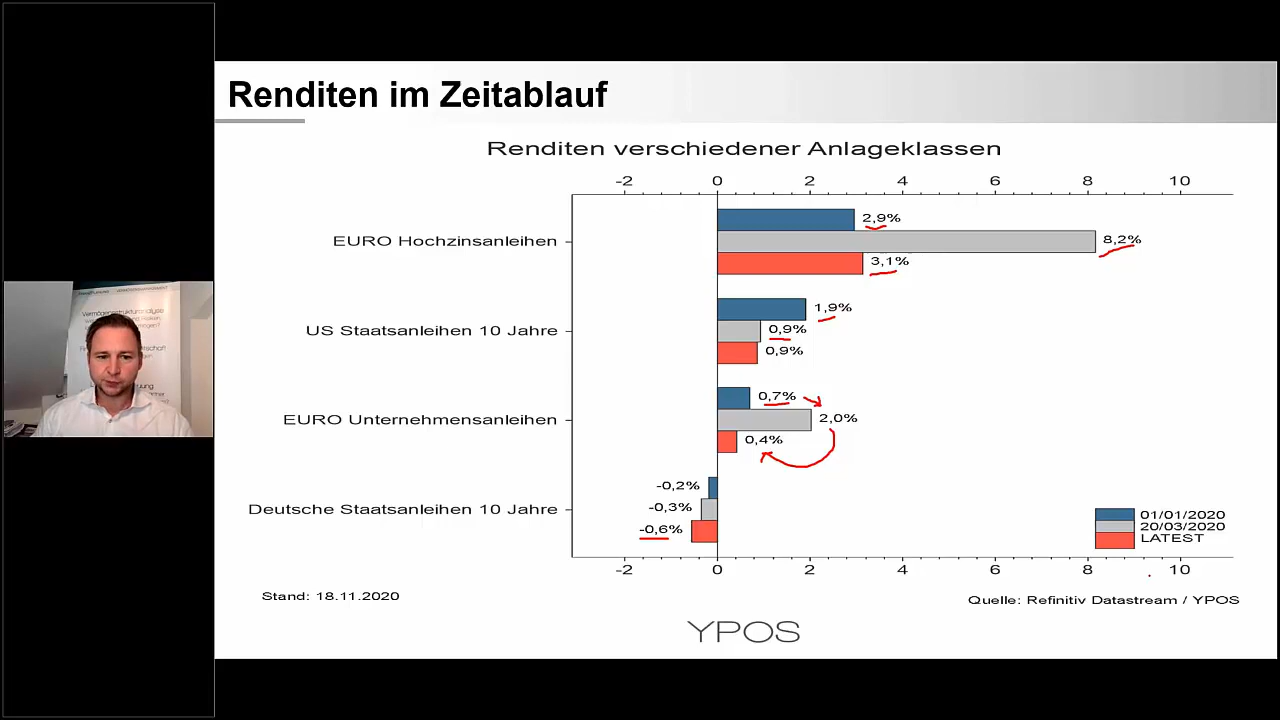 Renditen im Zeitablauf
Renditen verschiedener Anlageklassen
-2 0 2 4 6 8 10
EURO Hochzinsanleihen
2,9%
8,2%
3,1%
US Staatsanleihen 10 Jahre
1,9%
0,9%
0,9%
EURO Unternehmensanleihen
0,7%
2,0%
0,4%
Deutsche Staatsanleihen 10 Jahre
-0,2%
-0,3%
-0,6%
01/01/2020
20/03/2020
LATEST
-2 0 2 4 6 8 10
Stand: 18.11.2020
Quelle: Refinitiv Datastream / YPOS
YPOS
Vermögensstrukturanalyse